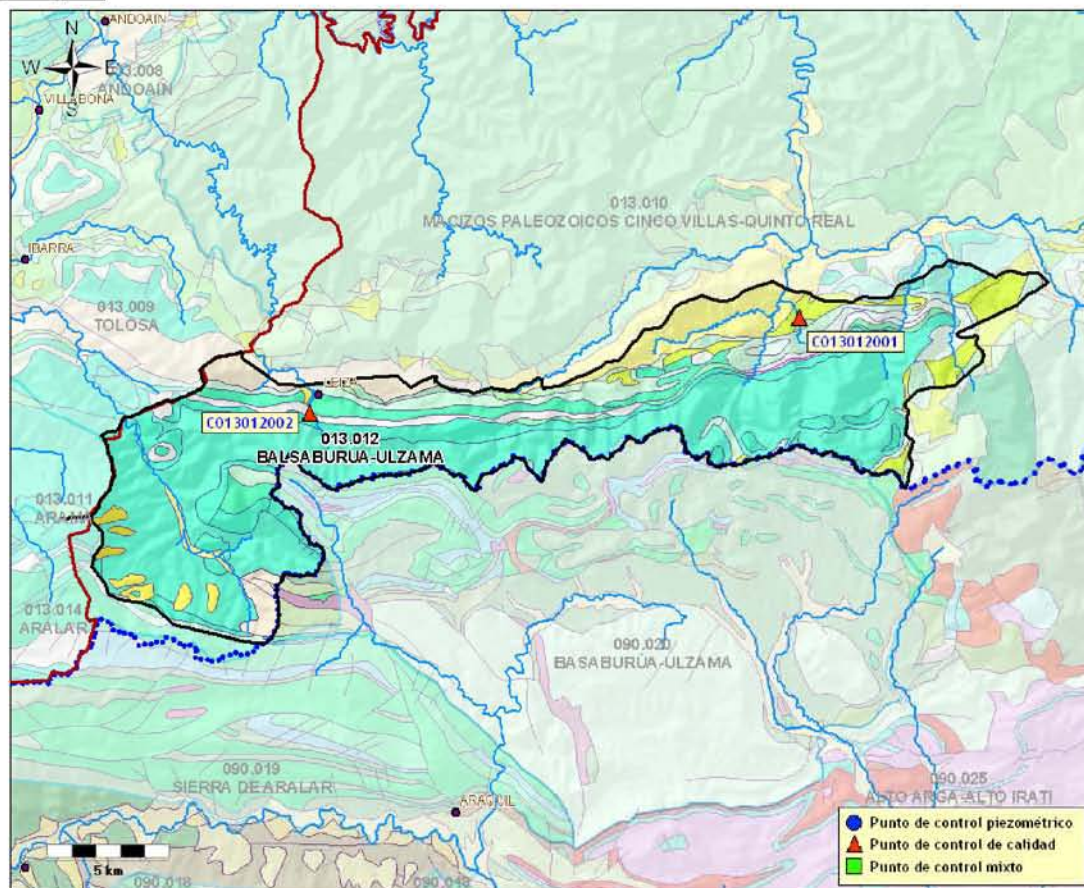 ANDOAIN
N
W E
S
013.008
ANDOAIN
VILLABONA
013.010
MACIZOS PALEOZOICOS CINCO VILLAS-QUINTO REAL
IBARRA
013.009
TOLOSA
C013012001
C013012002
013.012
BALSABURUA-ULZAMA
013.011
013.014
ARALAR
090.020
BASABURUA-ULZAMA
090.019
SIERRA DE ARALAR
ARAQUIL
090.025
ALTO ARGA-ALTO IRATI
5 km
090.018
Punto de control piezométrico
Punto de control de calidad
Punto de control mixto